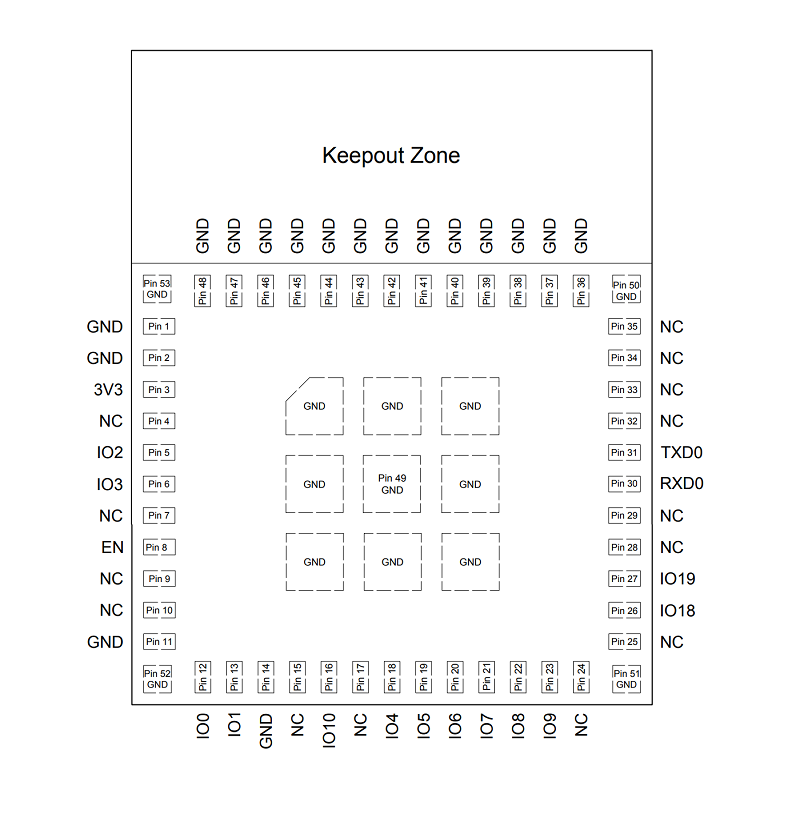 Keepout Zone
GND GND GND GND GND GND GND GND GND GND GND GND GND
Pin 53 GND
Pin 48
Pin 47
Pin 46
Pin 45
Pin 44
Pin 43
Pin 42
Pin 41
Pin 40
Pin 39
Pin 38
Pin 37
Pin 36
Pin 50 GND
GND Pin 1 Pin 35 NC
GND Pin 2 Pin 34 NC
3V3 Pin 3 Pin 33 NC
GND GND GND
NC Pin 4 Pin 32 NC
IO2 Pin 5 Pin 31 TXD0
IO3 Pin 6 Pin 30 RXD0
GND Pin 49 GND GND
NC Pin 7 Pin 29 NC
EN Pin 8 Pin 28 NC
GND GND GND
NC Pin 9 Pin 27 IO19
NC Pin 10 Pin 26 IO18
GND Pin 11 Pin 25 NC
Pin 52 GND
Pin 12
Pin 13
Pin 14
Pin 15
Pin 16
Pin 17
Pin 18
Pin 19
Pin 20
Pin 21
Pin 22
Pin 23
Pin 24
Pin 51 GND
IO0 IO1 GND NC IO10 NC IO4 IO5 IO6 IO7 IO8 IO9 NC